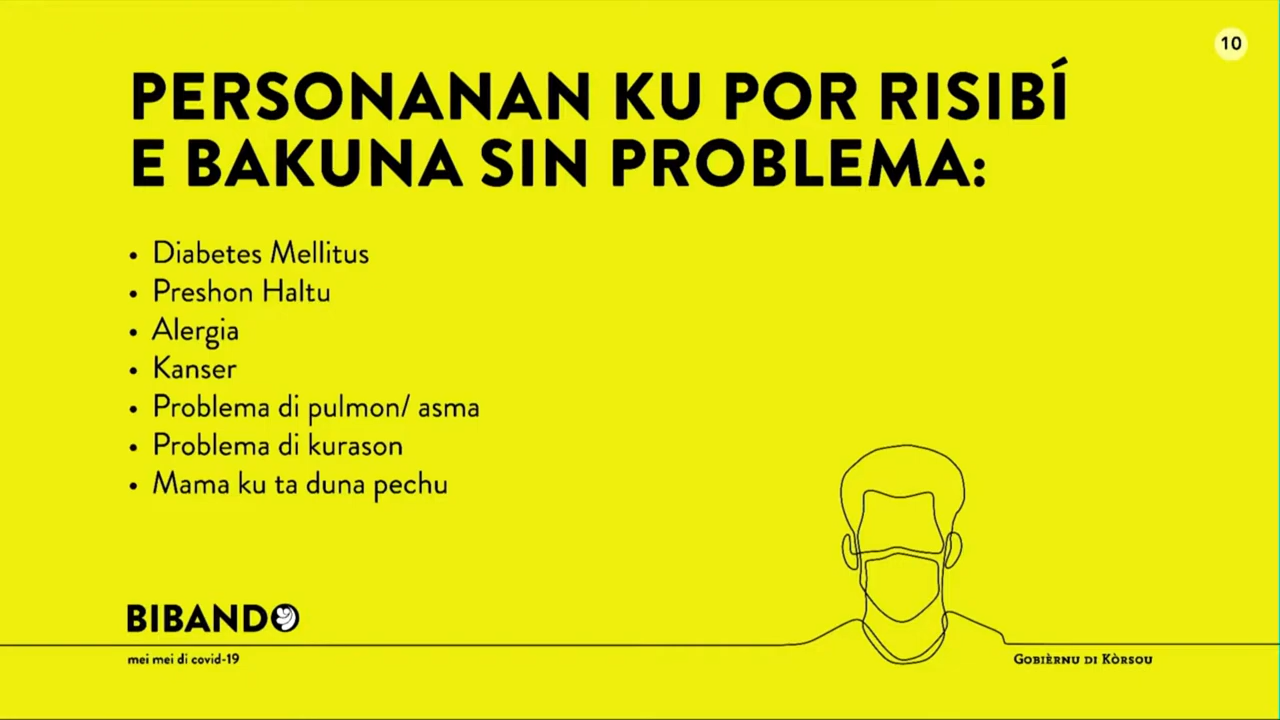 10
PERSONANAN KU POR RISIBÍ
E BAKUNA SIN PROBLEMA:
• Diabetes Mellitus
• Preshon Haltu
• Alergia
• Kanser
• Problema di pulmon/ asma
• Problema di kurason
• Mama ku ta duna pechu
BIBANDO
mei mei di covid-19
GOBIÈRNU DI KÒRSOU